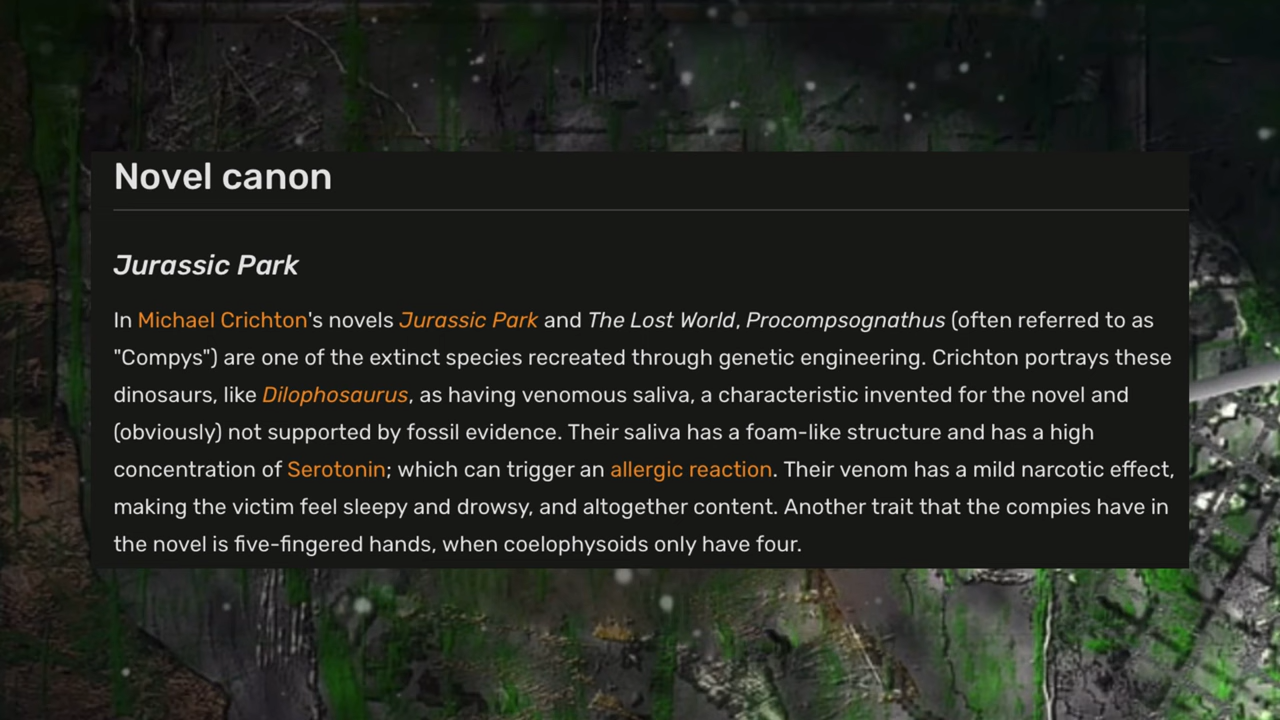 Novel canon
Jurassic Park
In Michael Crichton's novels Jurassic Park and The Lost World, Procompsognathus (often referred to as
"Compys") are one of the extinct species recreated through genetic engineering. Crichton portrays these
dinosaurs, like Dilophosaurus, as having venomous saliva, a characteristic invented for the novel and
(obviously) not supported by fossil evidence. Their saliva has a foam-like structure and has a high
concentration of Serotonin; which can trigger an allergic reaction. Their venom has a mild narcotic effect,
making the victim feel sleepy and drowsy, and altogether content. Another trait that the compies have in
the novel is five-fingered hands, when coelophysoids only have four.